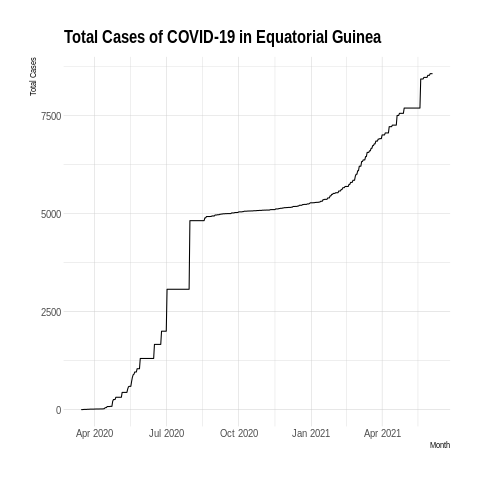 Total Cases of COVID-19 in Equatorial Guinea
Total Cases
7500
5000
2500
0
Apr 2020 Jul 2020 Oct 2020 Jan 2021 Apr 2021
Month